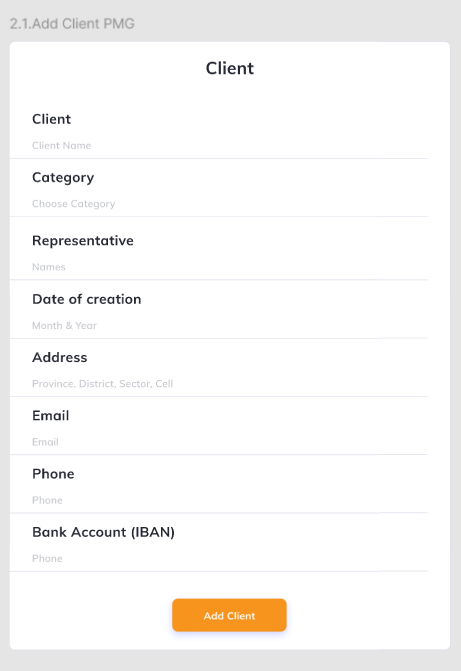 2.1.Add Client PMG
Client
Client
Client Name
Category
Choose Category
Representative
Names
Date of creation
Month & Year
Address
Province, District, Sector, Cell
Email
Email
Phone
Phone
Bank Account (IBAN)
Phone
Add Client